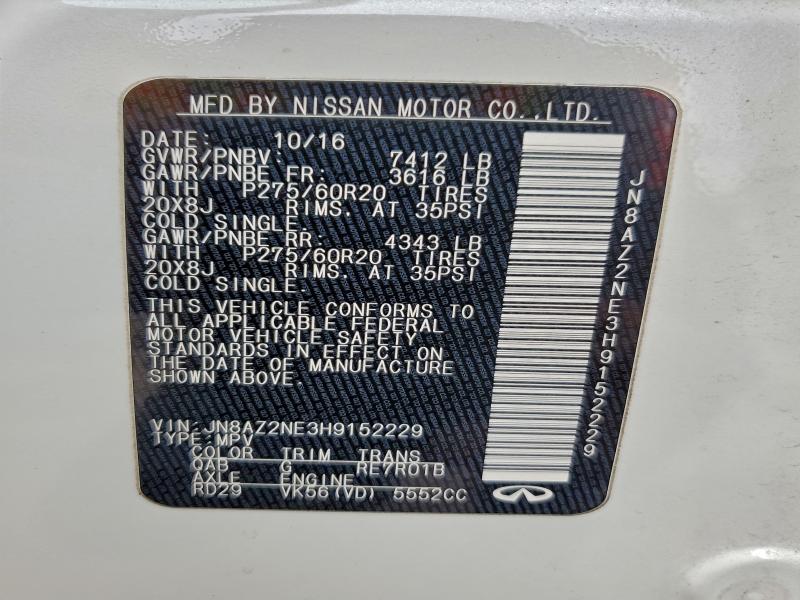 MFD BY NISSAN MOTOR CO.,LTD.
DATE: 10/16
GVWR/PNBV: 7412 LB
GAWR/PNBE FR: 3616 LB
WITH P275/60R20 TIRES
20X8J RIMS. AT 35PSI
COLD SINGLE.
GAWR/PNBE RR: 4343 LB
WITH P275/60R20 TIRES
20X8J RIMS. AT 35PSI
COLD SINGLE.
THIS VEHICLE CONFORMS TO
ALL APPLICABLE FEDERAL
MOTOR VEHICLE SAFETY
STANDARDS IN EFFECT ON
THE DATE OF MANUFACTURE
SHOWN ABOVE.
VIN: JN8AZ2NE3H9152229
TYPE: MPV
COLOR TRIM TRANS
QAB G RE7R01B
AXLE ENGINE
RD29 VK56(VD) 5552CC
JN8AZ2NE3H9152229